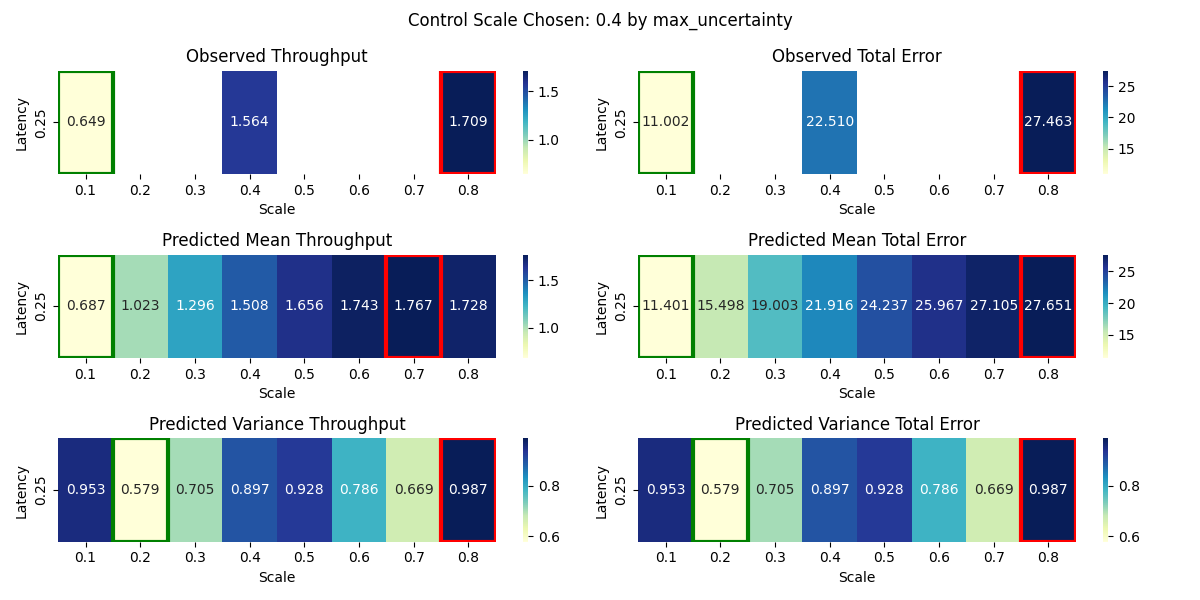 Control Scale Chosen: 0.4 by max_uncertainty
Observed Throughput
Latency
0.25
0.649 1.564 1.709
0.1 0.2 0.3 0.4 0.5 0.6 0.7 0.8
Scale
1.5
1.0
Observed Total Error
Latency
0.25
11.002 22.510 27.463
0.1 0.2 0.3 0.4 0.5 0.6 0.7 0.8
Scale
25
20
15
Predicted Mean Throughput
Latency
0.25
0.687 1.023 1.296 1.508 1.656 1.743 1.767 1.728
0.1 0.2 0.3 0.4 0.5 0.6 0.7 0.8
Scale
1.5
1.0
Predicted Mean Total Error
Latency
0.25
11.401 15.498 19.003 21.916 24.237 25.967 27.105 27.651
0.1 0.2 0.3 0.4 0.5 0.6 0.7 0.8
Scale
25
20
15
Predicted Variance Throughput
Latency
0.25
0.953 0.579 0.705 0.897 0.928 0.786 0.669 0.987
0.1 0.2 0.3 0.4 0.5 0.6 0.7 0.8
Scale
0.8
0.6
Predicted Variance Total Error
Latency
0.25
0.953 0.579 0.705 0.897 0.928 0.786 0.669 0.987
0.1 0.2 0.3 0.4 0.5 0.6 0.7 0.8
Scale
0.8
0.6